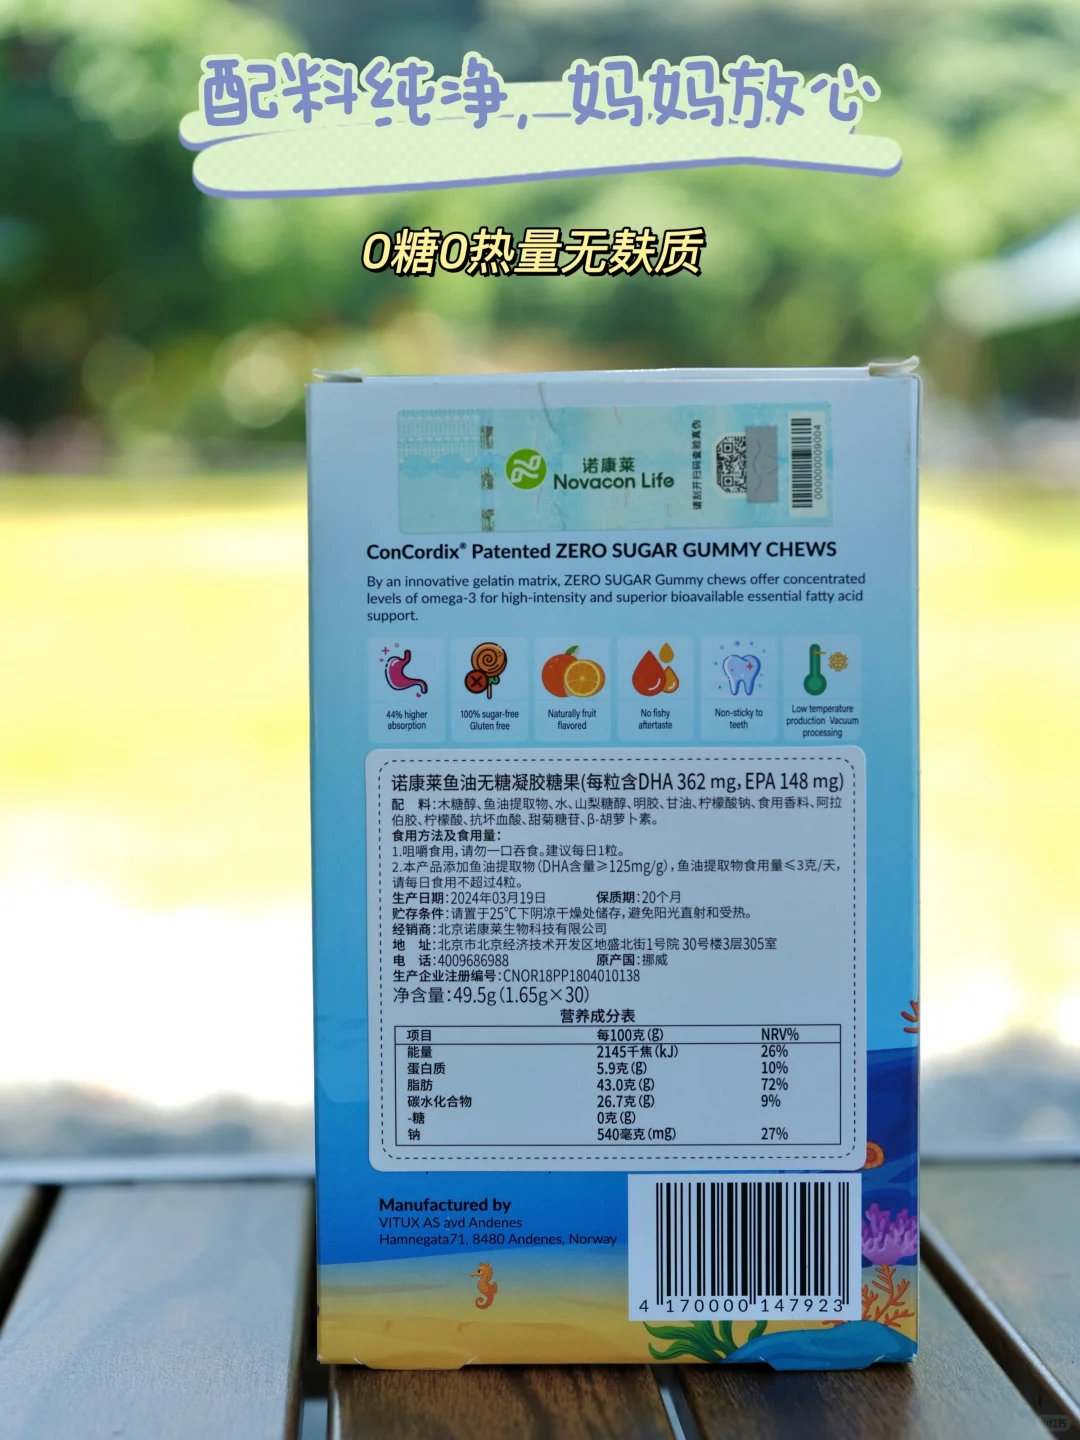 配料纯净,妈妈放心
0糖0热量无麸质
诺康莱
Novacon Life
请刮开扫码查验真伪
000000009004
ConCordix® Patented ZERO SUGAR GUMMY CHEWS
By an innovative gelatin matrix, ZERO SUGAR Gummy chews offer concentrated
levels of omega-3 for high-intensity and superior bioavailable essential fatty acid
support.
44% higher absorption
100% sugar-free Gluten free
Naturally fruit flavored
No fishy aftertaste
Non-sticky to teeth
Low temperature production Vacuum processing
诺康莱鱼油无糖凝胶糖果(每粒含DHA 362 mg, EPA 148 mg)
配 料:木糖醇、鱼油提取物、水、山梨糖醇、明胶、甘油、柠檬酸钠、食用香料、阿拉
伯胶、柠檬酸、抗坏血酸、甜菊糖苷、β-胡萝卜素。
食用方法及食用量:
1.咀嚼食用,请勿一口吞食。建议每日1粒。
2.本产品添加鱼油提取物(DHA含量≥125mg/g),鱼油提取物食用量≤3克/天,
请每日食用不超过4粒。
生产日期:2024年03月19日 保质期:20个月
贮存条件:请置于25℃下阴凉干燥处储存,避免阳光直射和受热。
经销商:北京诺康莱生物科技有限公司
地 址:北京市北京经济技术开发区地盛北街1号院 30号楼3层305室
电 话:4009686988 原产国:挪威
生产企业注册编号:CNOR18PP1804010138
净含量:49.5g(1.65g×30)
营养成分表
项目 每100克(g) NRV%
能量 2145千焦(kJ) 26%
蛋白质 5.9克(g) 10%
脂肪 43.0克(g) 72%
碳水化合物 26.7克(g) 9%
-糖 0克(g)
钠 540毫克(mg) 27%
Manufactured by
VITUX AS avd Andenes
Hamnegata71, 8480 Andenes, Norway
4 170000 147923